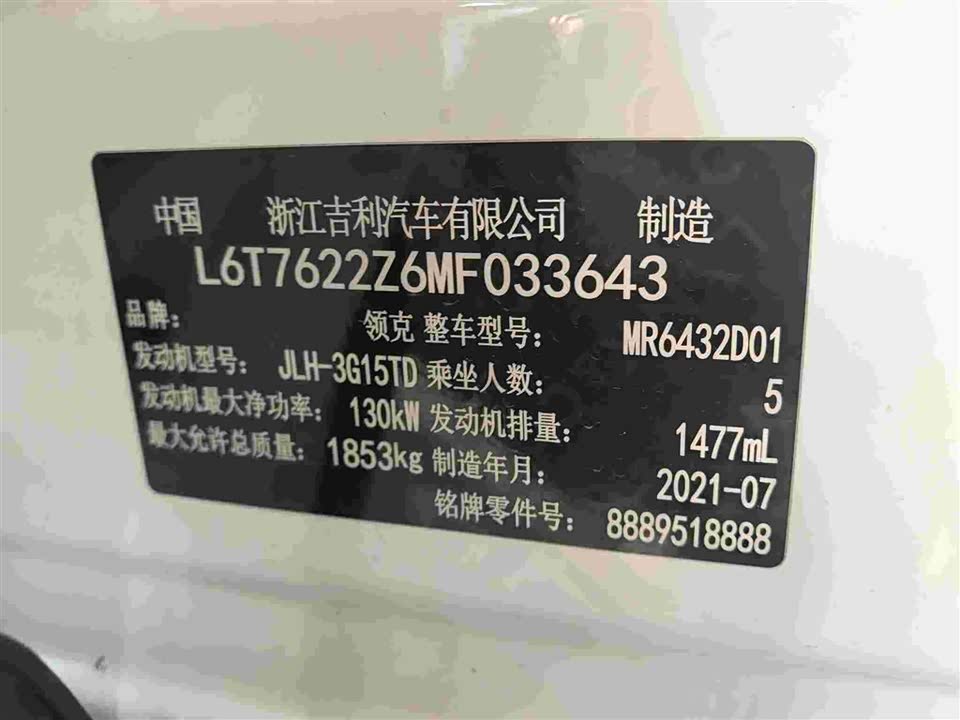 中国 浙江吉利汽车有限公司 制造
L6T7622Z6MF033643
品牌： 领克 整车型号： MR6432D01
发动机型号： JLH-3G15TD 乘坐人数： 5
发动机最大净功率： 130kW 发动机排量： 1477mL
最大允许总质量： 1853kg 制造年月： 2021-07
铭牌零件号： 8889518888